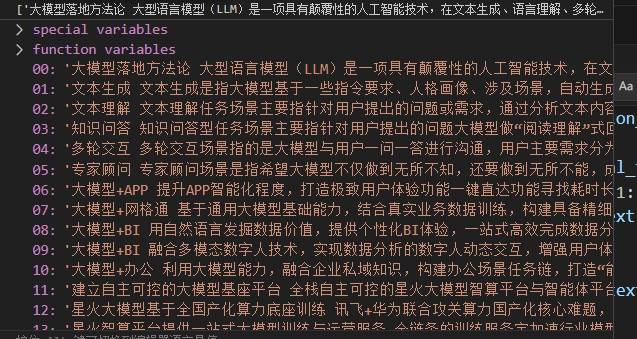 ['大模型落地方法论 大型语言模型（LLM）是一项具有颠覆性的人工智能技术，在文本生成、语言理解、多轮…
special variables
function variables
00: '大模型落地方法论 大型语言模型（LLM）是一项具有颠覆性的人工智能技术，在文
01: '文本生成 文本生成是指大模型基于一些指令要求、人格画像、涉及场景，自动生成
02: '文本理解 文本理解任务场景主要指针对用户提出的问题或需求，通过分析文本内容
03: '知识问答 知识问答型任务场景主要指针对用户提出的问题大模型做“阅读理解”式回
04: '多轮交互 多轮交互场景指的是大模型与用户一问一答进行沟通，用户主要需求分为
05: '专家顾问 专家顾问场景是指希望大模型不仅做到无所不知，还要做到无所不能，成
06: '大模型+APP 提升APP智能化程度，打造极致用户体验功能一键直达功能寻找耗时长
07: '大模型+网格通 基于通用大模型基础能力，结合真实业务数据训练，构建具备精细
08: '大模型+BI 用自然语言发掘数据价值，提供个性化BI体验，一站式高效完成数据分
09: '大模型+BI 融合多模态数字人技术，实现数据分析的数字人动态交互，增强用户体
10: '大模型+办公 利用大模型能力，融合企业私域知识，构建办公场景任务链，打造“能
11: '建立自主可控的大模型基座平台 全栈自主可控的星火大模型智算平台与智能体平台
12: '星火大模型基于全国产化算力底座训练 讯飞+华为联合攻关算力国产化核心难题，
13: '星火智算平台提供一站式大模型训练与运营服务 全链条的训练服务定加速行业模型
Aa
on_
l_
1:
xt
ext